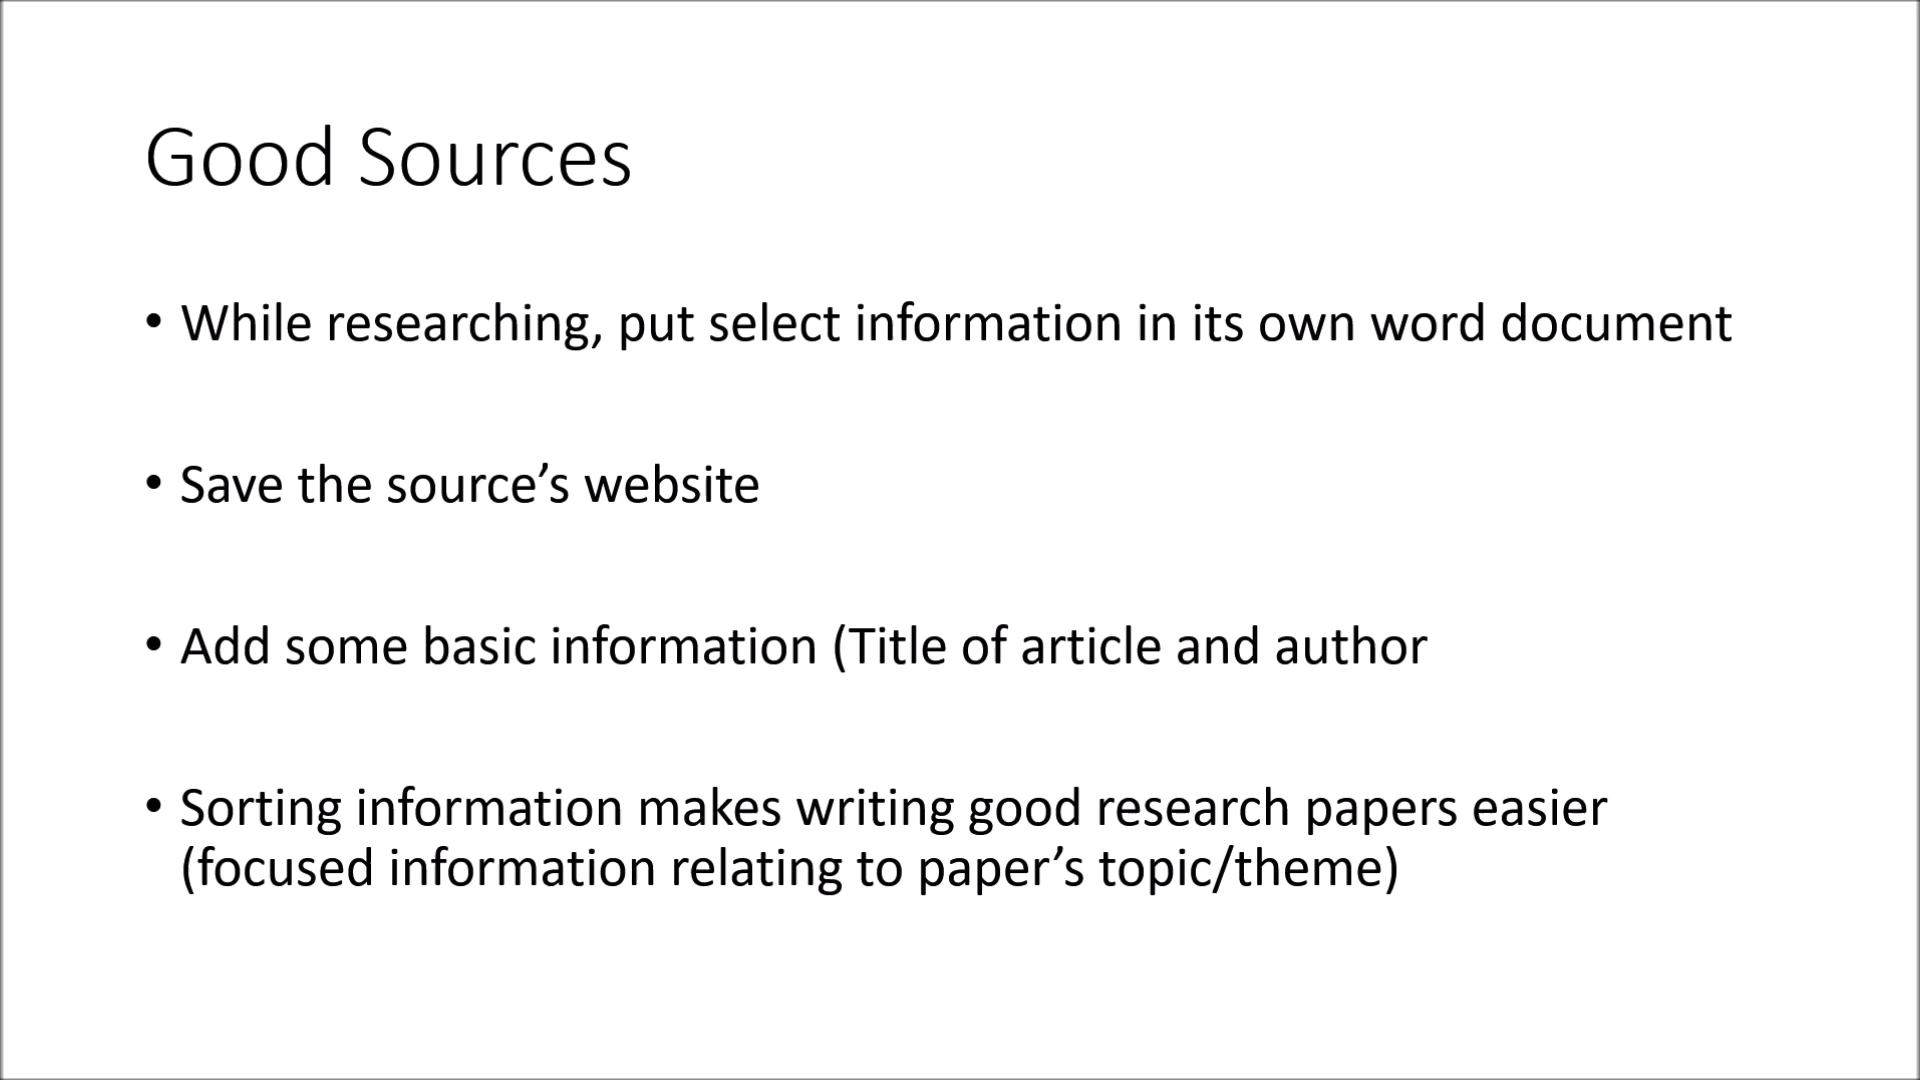 Good Sources
• While researching, put select information in its own word document
• Save the source’s website
• Add some basic information (Title of article and author
• Sorting information makes writing good research papers easier
(focused information relating to paper’s topic/theme)